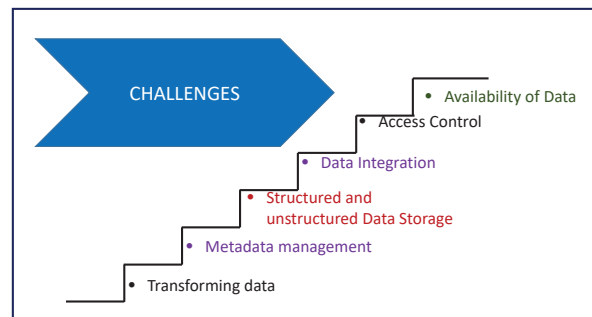 CHALLENGES
• Availability of Data
• Access Control
• Data Integration
• Structured and
unstructured Data Storage
• Metadata management
• Transforming data